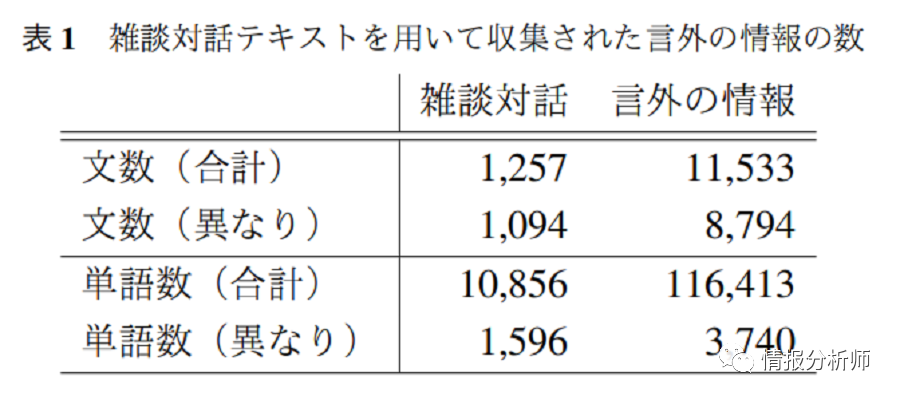 表 1 雑談対話テキストを用いて収集された言外の情報の数
雑談対話 言外の情報
文数（合計） 1,257 11,533
文数（異なり） 1,094 8,794
単語数（合計） 10,856 116,413
単語数（異なり） 1,596 3,740
情报分析师